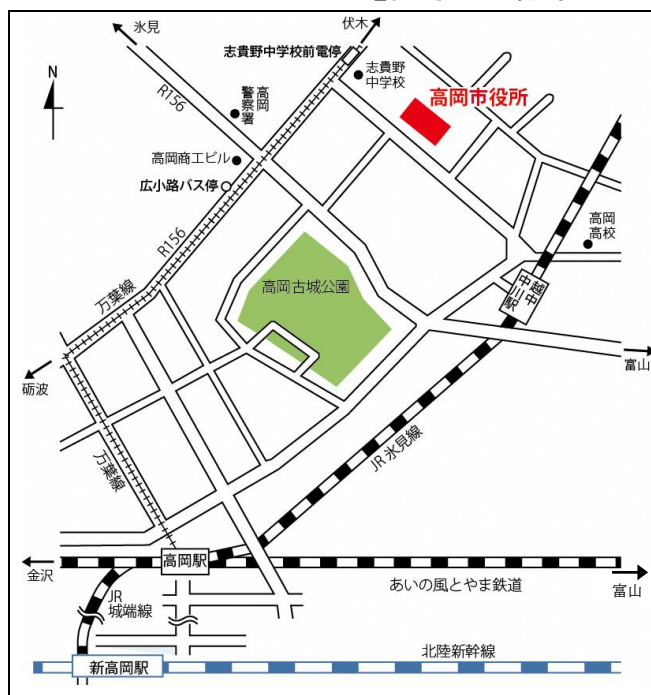 氷見
伏木
志貴野中学校前電停
志貴野
中学校
高岡市役所
N
R156
高岡
警察署
高岡商工ビル
広小路バス停
R156
高岡
高校
高岡古城公園
越中
中川駅
万葉線
富山
砺波
万葉線
JR 氷見線
高岡駅
金沢
あいの風とやま鉄道
富山
JR
城端線
北陸新幹線
新高岡駅